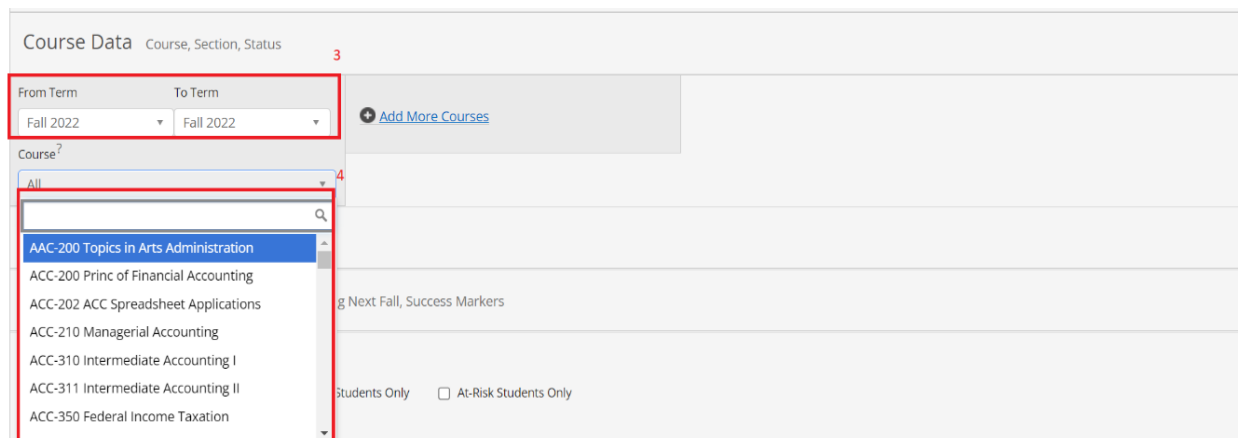 Course Data Course, Section, Status
3
From Term To Term
Fall 2022 Fall 2022
Add More Courses
Course?
All
4
AAC-200 Topics in Arts Administration
ACC-200 Princ of Financial Accounting
ACC-202 ACC Spreadsheet Applications
g Next Fall, Success Markers
ACC-210 Managerial Accounting
ACC-310 Intermediate Accounting I
ACC-311 Intermediate Accounting II
Students Only At-Risk Students Only
ACC-350 Federal Income Taxation